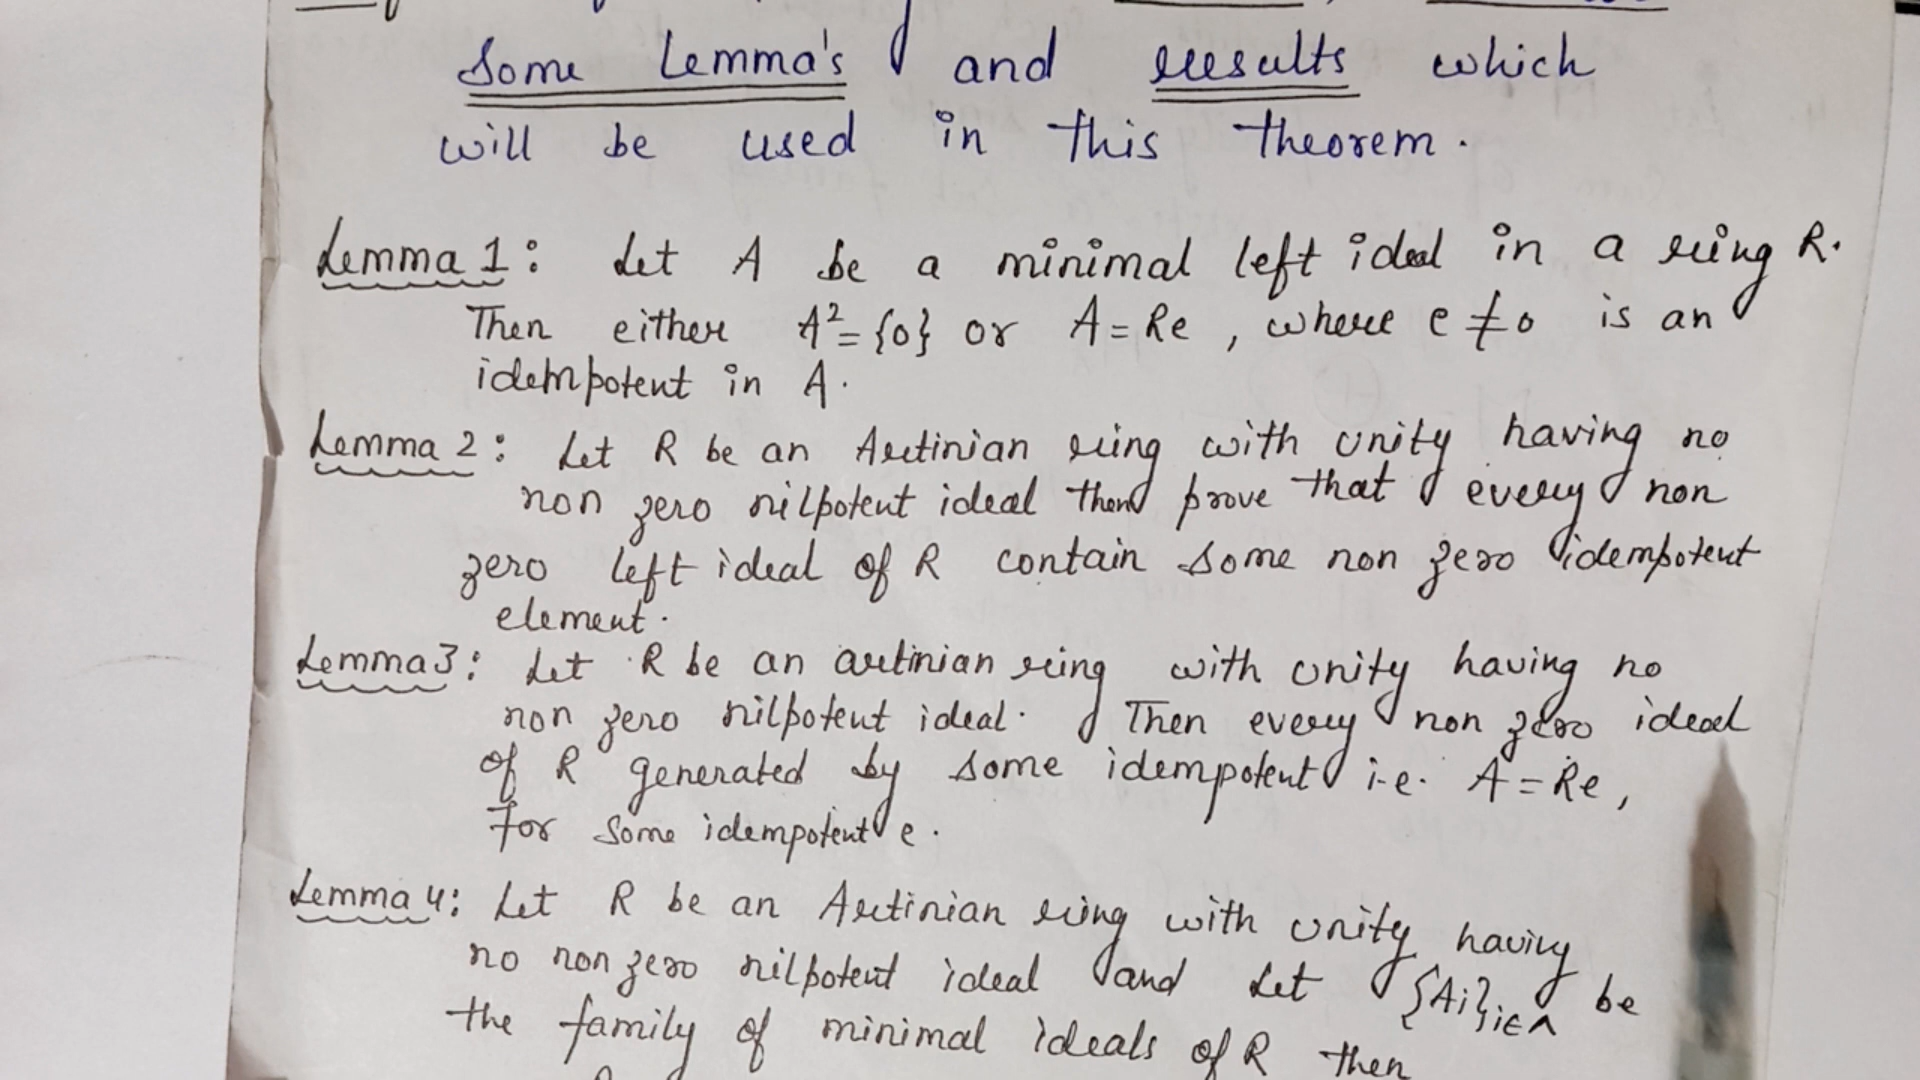 Some Lemma's and results which
will be used in this theorem.
Lemma 1: Let A be a minimal left ideal in a ring R.
Then either A² = {0} or A = Re, where e ≠ 0 is an
idempotent in A.
Lemma 2: Let R be an Artinian ring with unity having no
non zero nilpotent ideal then prove that every non
zero left ideal of R contain some non zero idempotent
element.
Lemma 3: Let R be an artinian ring with unity having no
non zero nilpotent ideal. Then every non zero ideal
of R generated by some idempotent i.e. A = Re,
for some idempotent e.
Lemma 4: Let R be an Artinian ring with unity having
no non zero nilpotent ideal and let {Ai}i∈Λ be
the family of minimal ideals of R then